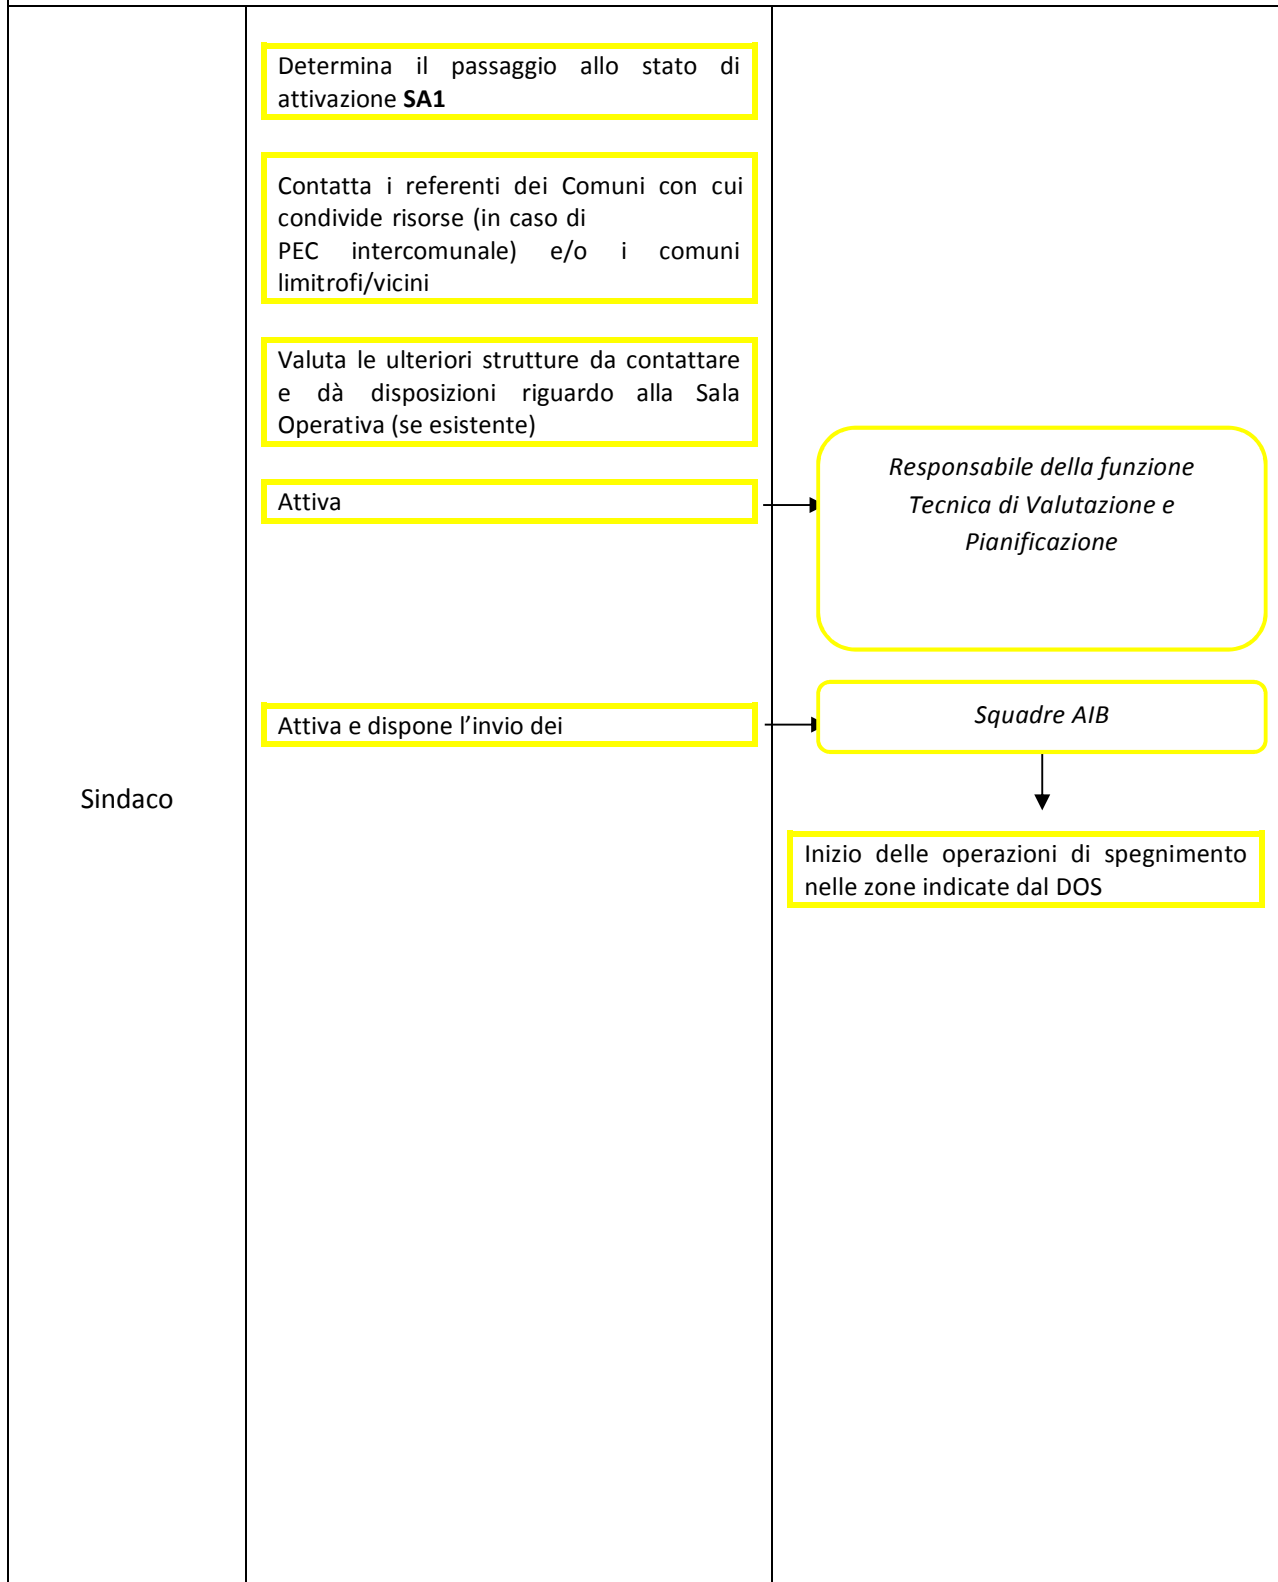 Determina il passaggio allo stato di
attivazione SA1
Contatta i referenti dei Comuni con cui
condivide risorse (in caso di
PEC intercomunale) e/o i comuni
limitrofi/vicini
Valuta le ulteriori strutture da contattare
e dà disposizioni riguardo alla Sala
Operativa (se esistente)
Attiva
Responsabile della funzione
Tecnica di Valutazione e
Pianificazione
Attiva e dispone l’invio dei
Squadre AIB
Sindaco
Inizio delle operazioni di spegnimento
nelle zone indicate dal DOS